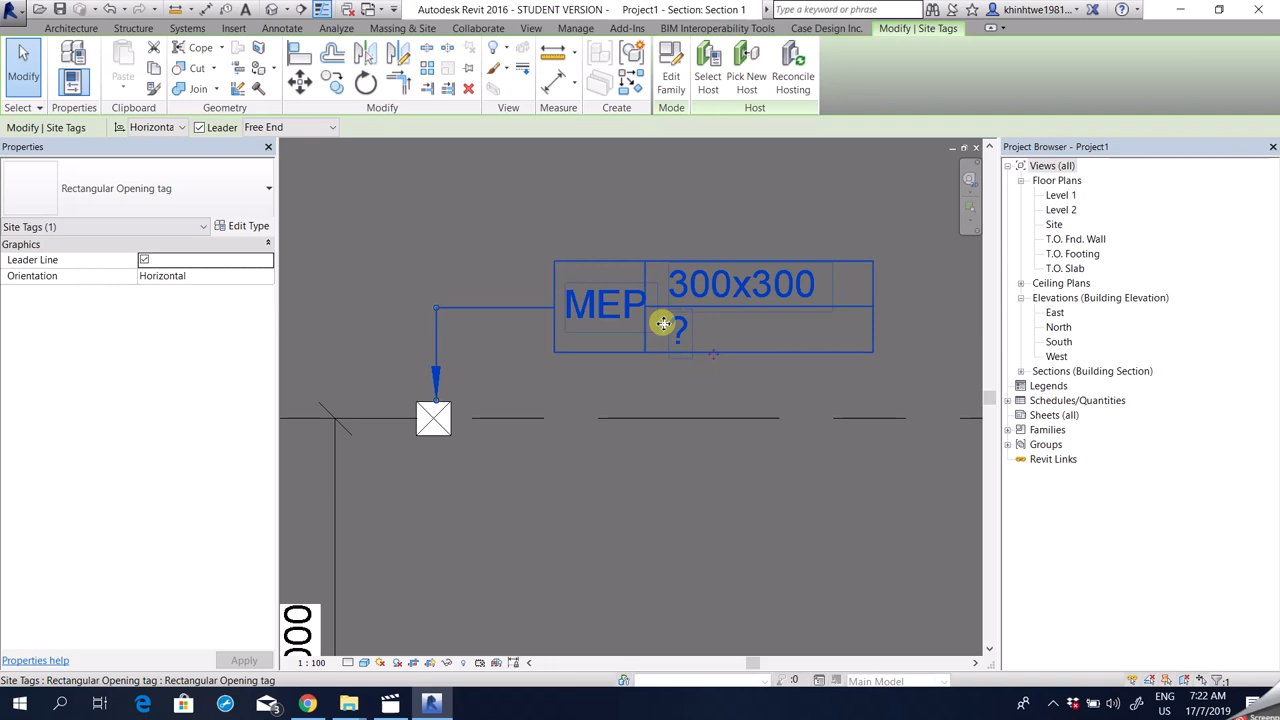 Autodesk Revit 2016 - STUDENT VERSION - Project1 - Section: Section 1
Type a keyword or phrase
khintwe1981...
Architecture Structure Systems Insert Annotate Analyze Massing & Site Collaborate View Manage Add-Ins BIM Interoperability Tools Case Design Inc. Modify | Site Tags
Modify
Paste
Cope
Cut
Join
Edit Family
Select Host
Pick New Host
Reconcile Hosting
Select Properties Clipboard Geometry Modify View Measure Create Mode Host
Modify | Site Tags Horizonta Leader Free End
Properties
Rectangular Opening tag
Site Tags (1) Edit Type
Graphics
Leader Line
Orientation Horizontal
Properties help Apply
MEP
300x300
?
000
1 : 100
Project Browser - Project1
Views (all)
Floor Plans
Level 1
Level 2
Site
T.O. Fnd. Wall
T.O. Footing
T.O. Slab
Ceiling Plans
Elevations (Building Elevation)
East
North
South
West
Sections (Building Section)
Legends
Schedules/Quantities
Sheets (all)
Families
Groups
Revit Links
Site Tags : Rectangular Opening tag : Rectangular Opening tag
:0
Main Model
:1
3
ENG
US
7:22 AM
17/7/2019